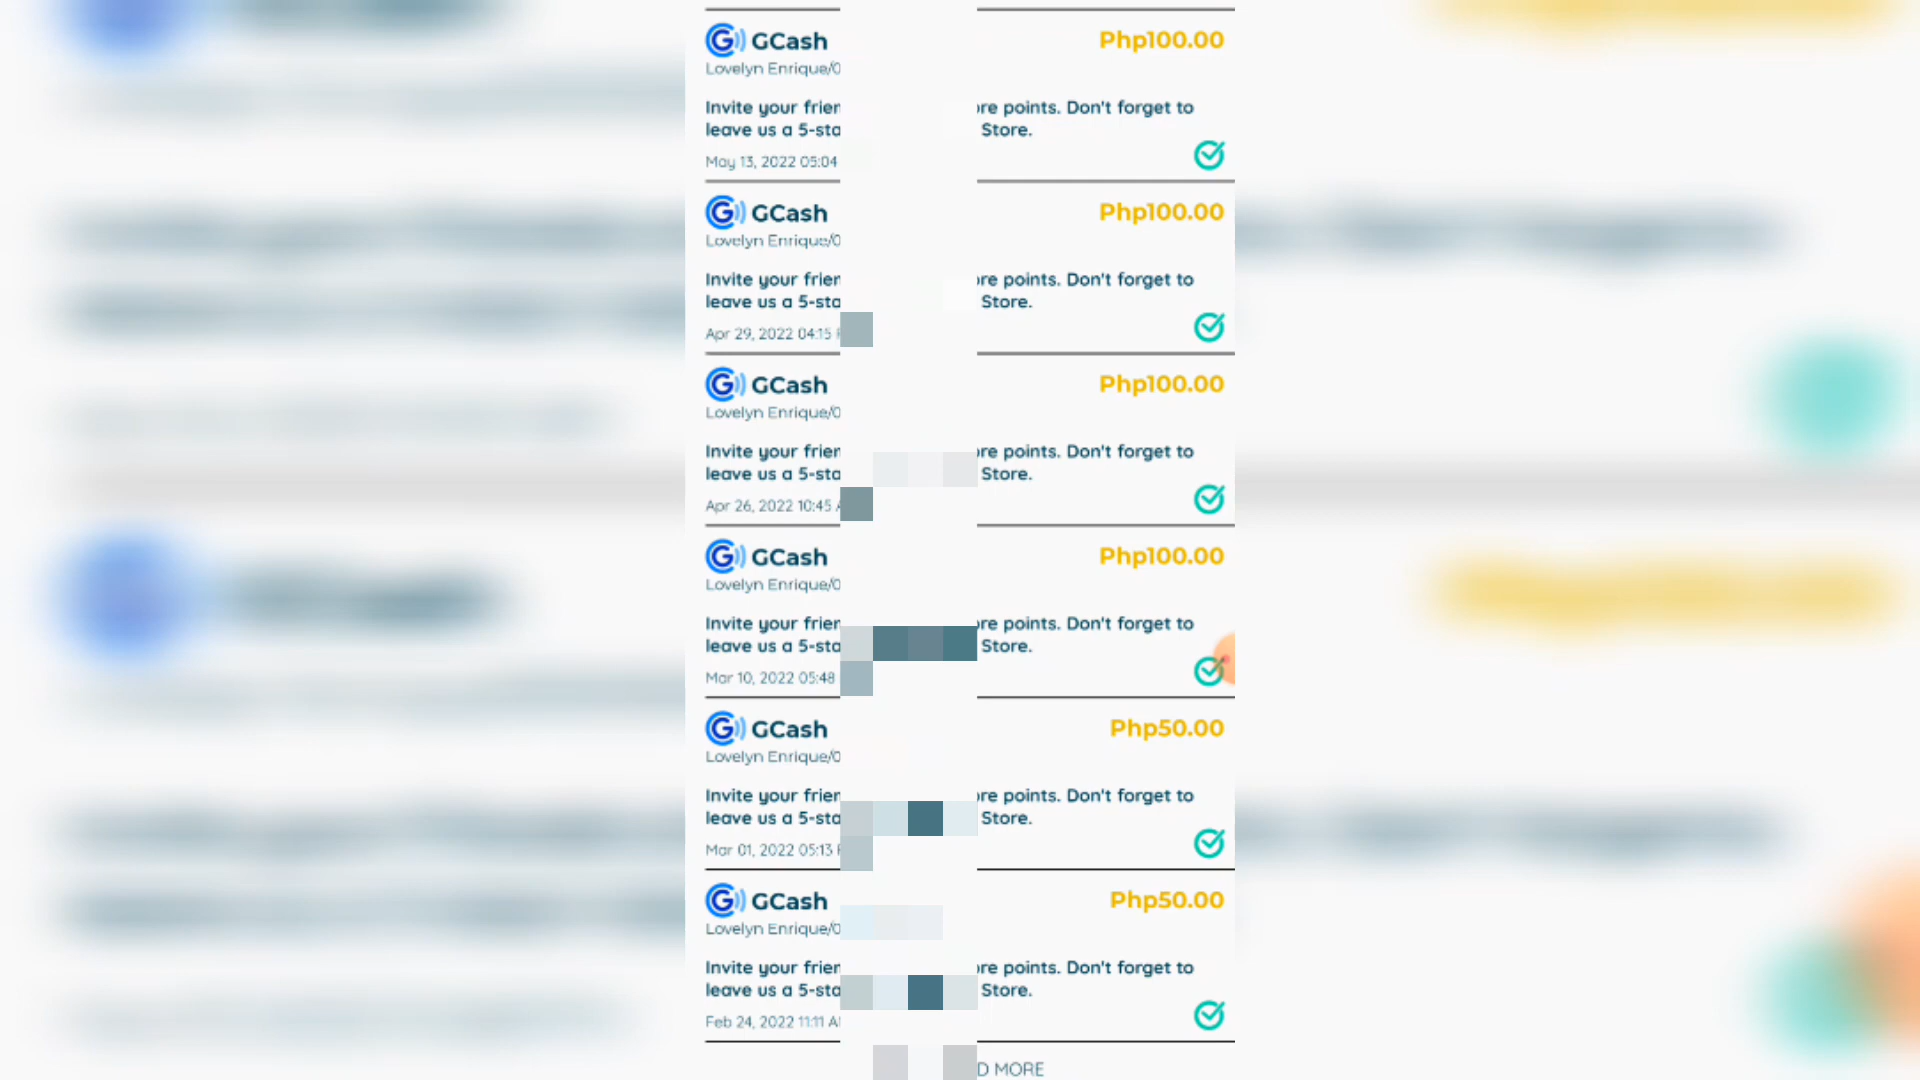 GCash Php100.00
Lovelyn Enrique/0
Invite your frien re points. Don't forget to
leave us a 5-sta Store.
May 13, 2022 05:04
GCash Php100.00
Lovelyn Enrique/0
Invite your frien re points. Don't forget to
leave us a 5-sta Store.
Apr 29, 2022 04:15
GCash Php100.00
Lovelyn Enrique/0
Invite your frien re points. Don't forget to
leave us a 5-sta Store.
Apr 26, 2022 10:45
GCash Php100.00
Lovelyn Enrique/0
Invite your frien re points. Don't forget to
leave us a 5-sta Store.
Mar 10, 2022 05:48
GCash Php50.00
Lovelyn Enrique/0
Invite your frien re points. Don't forget to
leave us a 5-sta Store.
Mar 01, 2022 05:13
GCash Php50.00
Lovelyn Enrique/0
Invite your frien re points. Don't forget to
leave us a 5-sta Store.
Feb 24, 2022 11:11 A
D MORE